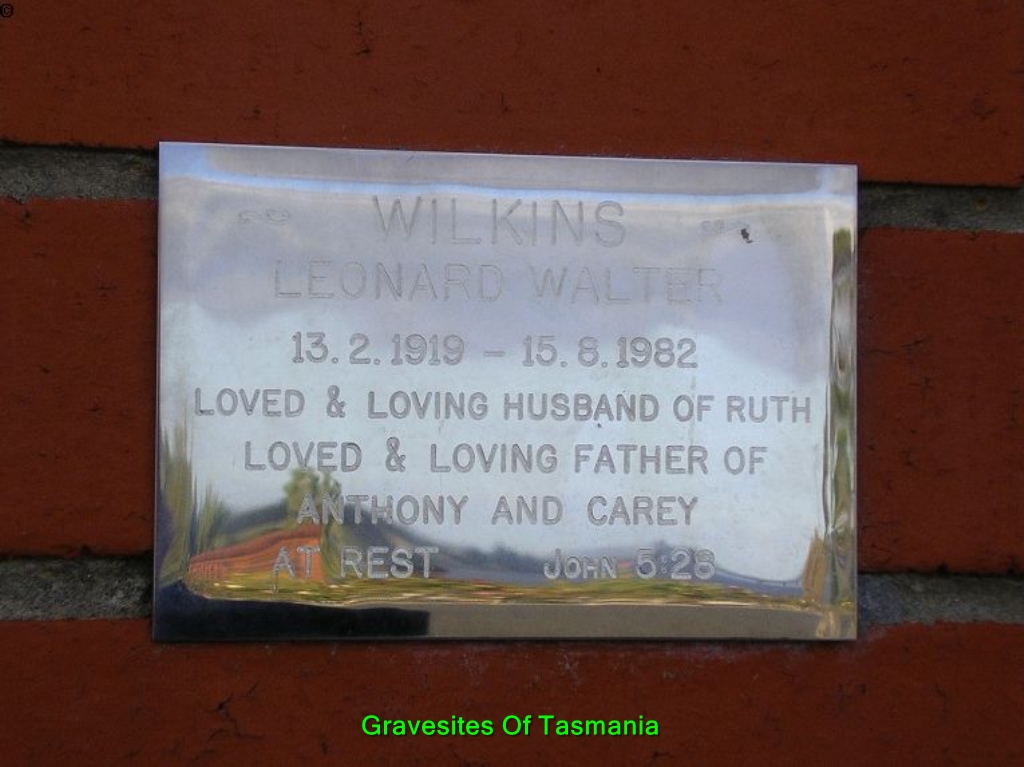 ©
WILKINS
LEONARD WALTER
13.2.1919 – 15.8.1982
LOVED & LOVING HUSBAND OF RUTH
LOVED & LOVING FATHER OF
ANTHONY AND CAREY
AT REST JOHN 5:28
Gravesites Of Tasmania